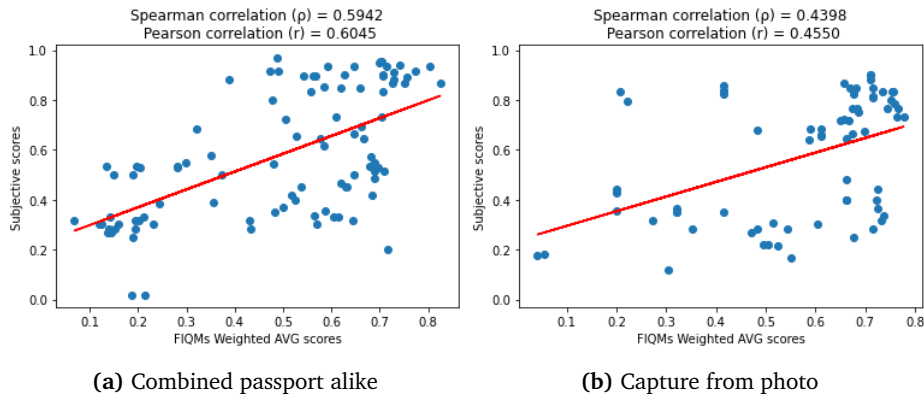 Spearman correlation (ρ) = 0.5942
Pearson correlation (r) = 0.6045
1.0
0.8
0.6
0.4
0.2
0.0
Subjective scores
0.1 0.2 0.3 0.4 0.5 0.6 0.7 0.8
FIQMs Weighted AVG scores
(a) Combined passport alike
Spearman correlation (ρ) = 0.4398
Pearson correlation (r) = 0.4550
1.0
0.8
0.6
0.4
0.2
0.0
Subjective scores
0.1 0.2 0.3 0.4 0.5 0.6 0.7 0.8
FIQMs Weighted AVG scores
(b) Capture from photo